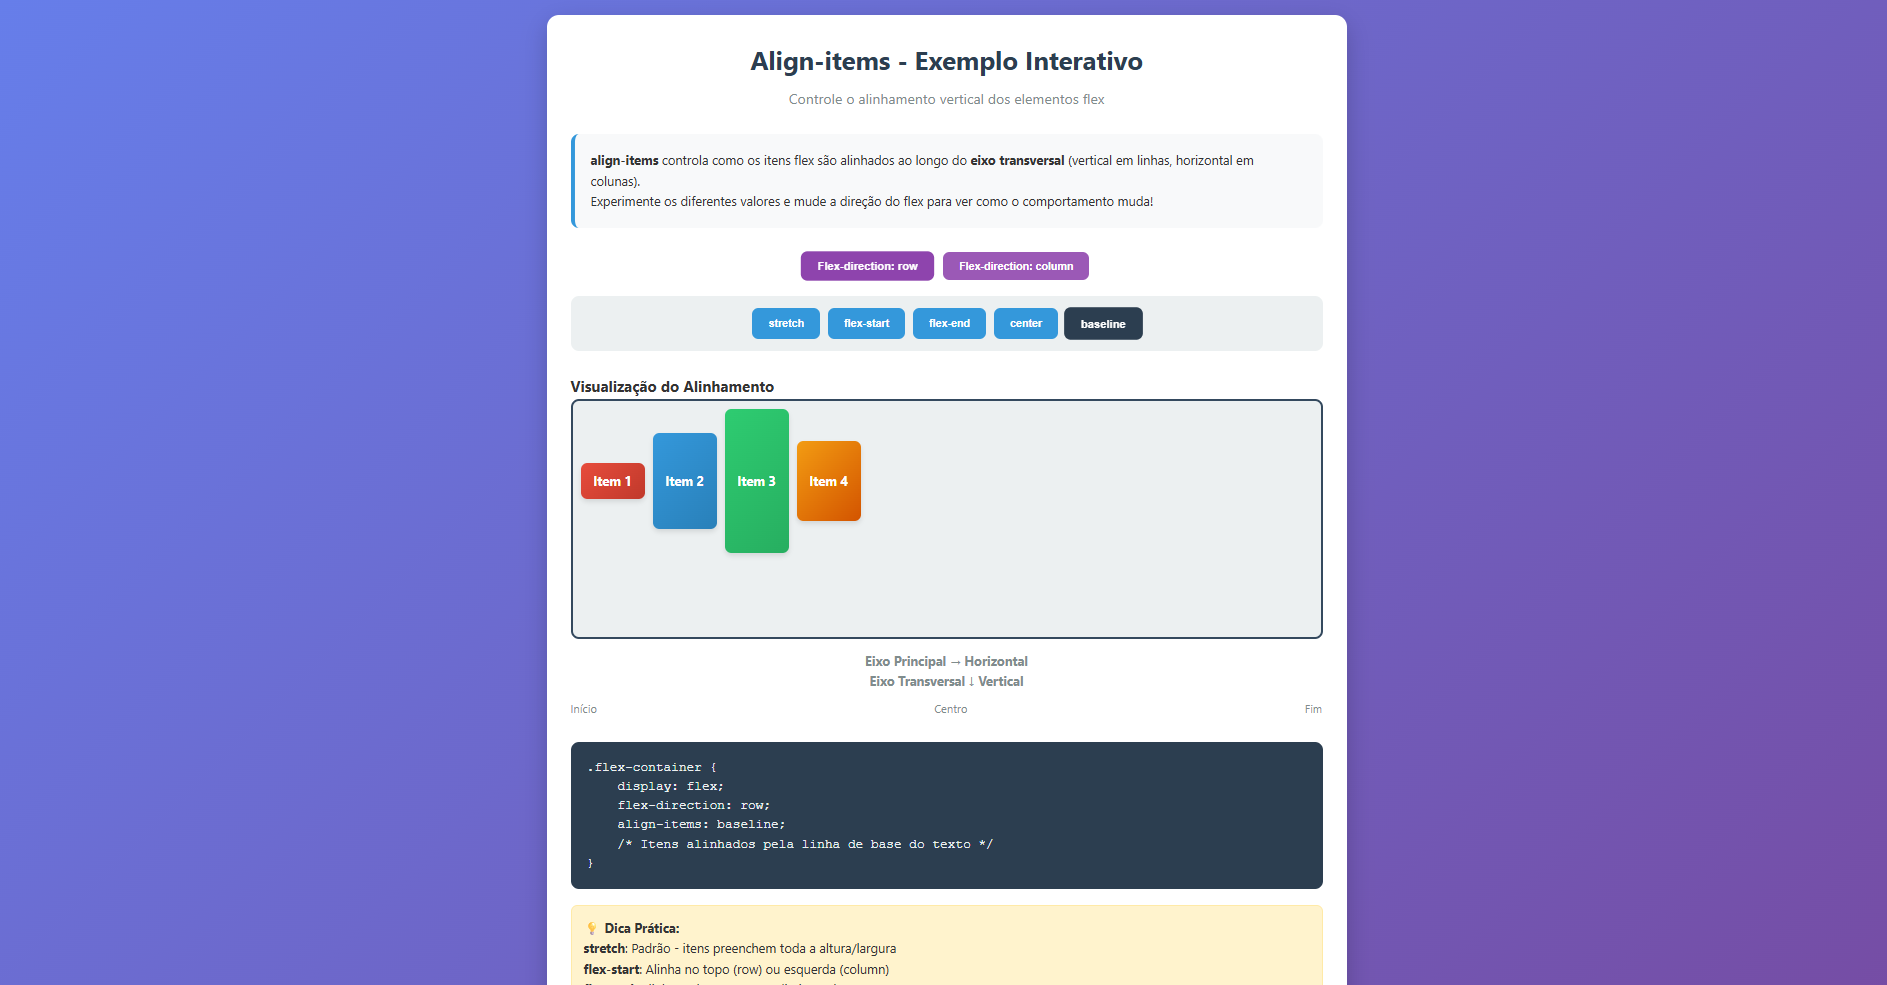 Align-items - Exemplo Interativo
Controle o alinhamento vertical dos elementos flex
align-items controla como os itens flex são alinhados ao longo do eixo transversal (vertical em linhas, horizontal em
colunas).
Experimente os diferentes valores e mude a direção do flex para ver como o comportamento muda!
Flex-direction: row Flex-direction: column
stretch flex-start flex-end center baseline
Visualização do Alinhamento
Item 1 Item 2 Item 3 Item 4
Eixo Principal → Horizontal
Eixo Transversal ↓ Vertical
Início Centro Fim
.flex-container {
    display: flex;
    flex-direction: row;
    align-items: baseline;
    /* Itens alinhados pela linha de base do texto */
}
💡 Dica Prática:
stretch: Padrão - itens preenchem toda a altura/largura
flex-start: Alinha no topo (row) ou esquerda (column)